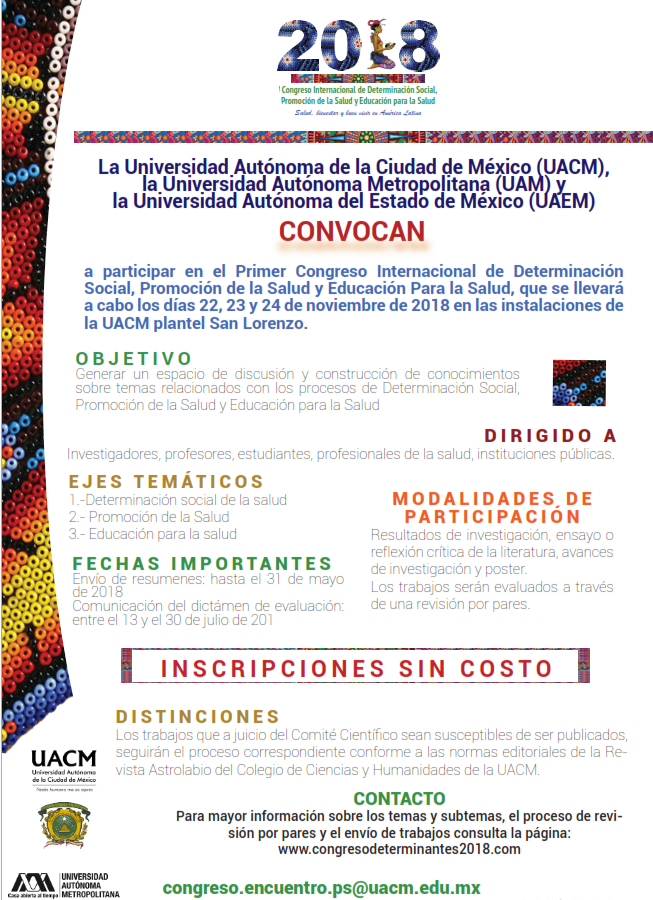 2018
I Congreso Internacional de Determinación Social,
Promoción de la Salud y Educación para la Salud
Salud, bienestar y buen vivir en América Latina
La Universidad Autónoma de la Ciudad de México (UACM),
la Universidad Autónoma Metropolitana (UAM) y
la Universidad Autónoma del Estado de México (UAEM)
CONVOCAN
a participar en el Primer Congreso Internacional de Determinación
Social, Promoción de la Salud y Educación Para la Salud, que se llevará
a cabo los días 22, 23 y 24 de noviembre de 2018 en las instalaciones de
la UACM plantel San Lorenzo.
OBJETIVO
Generar un espacio de discusión y construcción de conocimientos
sobre temas relacionados con los procesos de Determinación Social,
Promoción de la Salud y Educación para la Salud
DIRIGIDO A
Investigadores, profesores, estudiantes, profesionales de la salud, instituciones públicas.
EJES TEMÁTICOS
1.-Determinación social de la salud
2.- Promoción de la Salud
3.- Educación para la salud
FECHAS IMPORTANTES
Envío de resumenes: hasta el 31 de mayo
de 2018
Comunicación del dictámen de evaluación:
entre el 13 y el 30 de julio de 201
MODALIDADES DE
PARTICIPACIÓN
Resultados de investigación, ensayo o
reflexión crítica de la literatura, avances
de investigación y poster.
Los trabajos serán evaluados a través
de una revisión por pares.
INSCRIPCIONES SIN COSTO
DISTINCIONES
Los trabajos que a juicio del Comité Científico sean susceptibles de ser publicados,
seguirán el proceso correspondiente conforme a las normas editoriales de la Re-
vista Astrolabio del Colegio de Ciencias y Humanidades de la UACM.
UACM
Universidad Autónoma
de la Ciudad de México
Nada humano me es ajeno
CONTACTO
Para mayor información sobre los temas y subtemas, el proceso de revi-
sión por pares y el envío de trabajos consulta la página:
www.congresodeterminantes2018.com
Casa abierta al tiempo
UNIVERSIDAD
AUTÓNOMA
METROPOLITANA
congreso.encuentro.ps@uacm.edu.mx